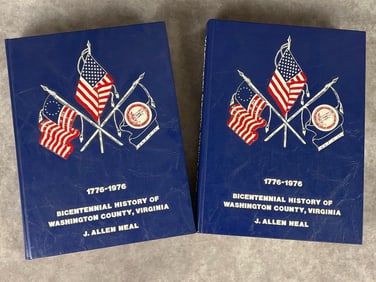 1776-1976
BICENTENNIAL HISTORY OF
WASHINGTON COUNTY, VIRGINIA
J. ALLEN NEAL
1776-1976
BICENTENNIAL HISTORY OF
WASHINGTON COUNTY, VIRGINIA
J. ALLEN NEAL